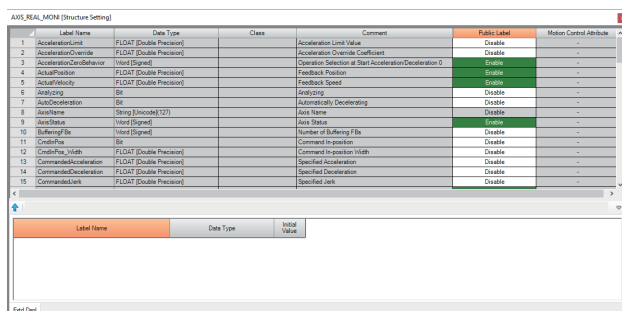 AXIS_REAL_MONI [Structure Setting]
Label Name Data Type Class Comment Public Label Motion Control Attribute
1 AccelerationLimit FLOAT [Double Precision] Acceleration Limit Value Disable -
2 AccelerationOverride FLOAT [Double Precision] Acceleration Override Coefficient Disable -
3 AccelerationZeroBehavior Word [Signed] Operation Selection at Start Acceleration/Deceleration 0 Enable -
4 ActualPosition FLOAT [Double Precision] Feedback Position Enable -
5 ActualVelocity FLOAT [Double Precision] Feedback Speed Enable -
6 Analyzing Bit Analyzing Disable -
7 AutoDeceleration Bit Automatically Decelerating Disable -
8 AxisName String [Unicode](127) Axis Name Disable -
9 AxisStatus Word [Signed] Axis Status Enable -
10 BufferingFBs Word [Signed] Number of Buffering FBs Disable -
11 CmdInPos Bit Command In-position Disable -
12 CmdInPos_Width FLOAT [Double Precision] Command In-position Width Disable -
13 CommandedAcceleration FLOAT [Double Precision] Specified Acceleration Disable -
14 CommandedDeceleration FLOAT [Double Precision] Specified Deceleration Disable -
15 CommandedJerk FLOAT [Double Precision] Specified Jerk Disable -
Label Name Data Type Initial Value
Extd Displ